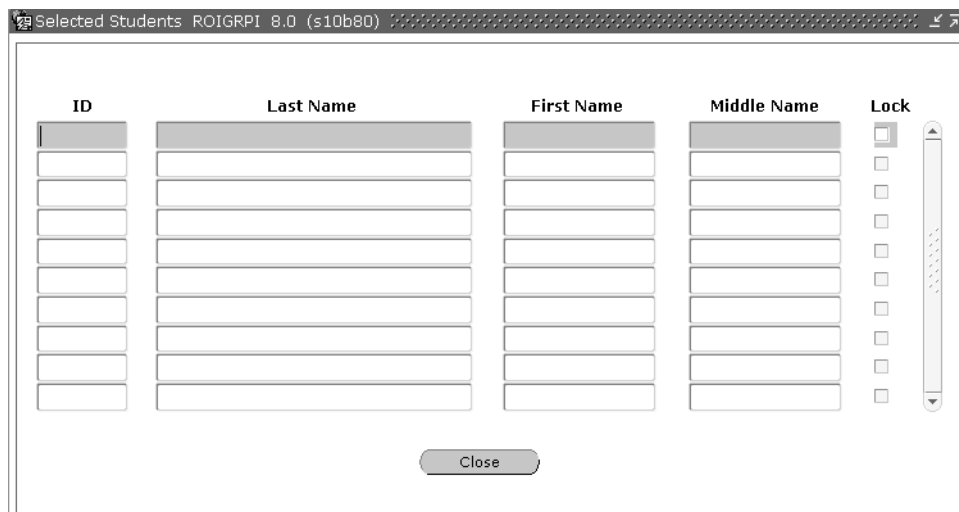 Selected Students ROIGRPI 8.0 (s10b80)
ID Last Name First Name Middle Name Lock
Close